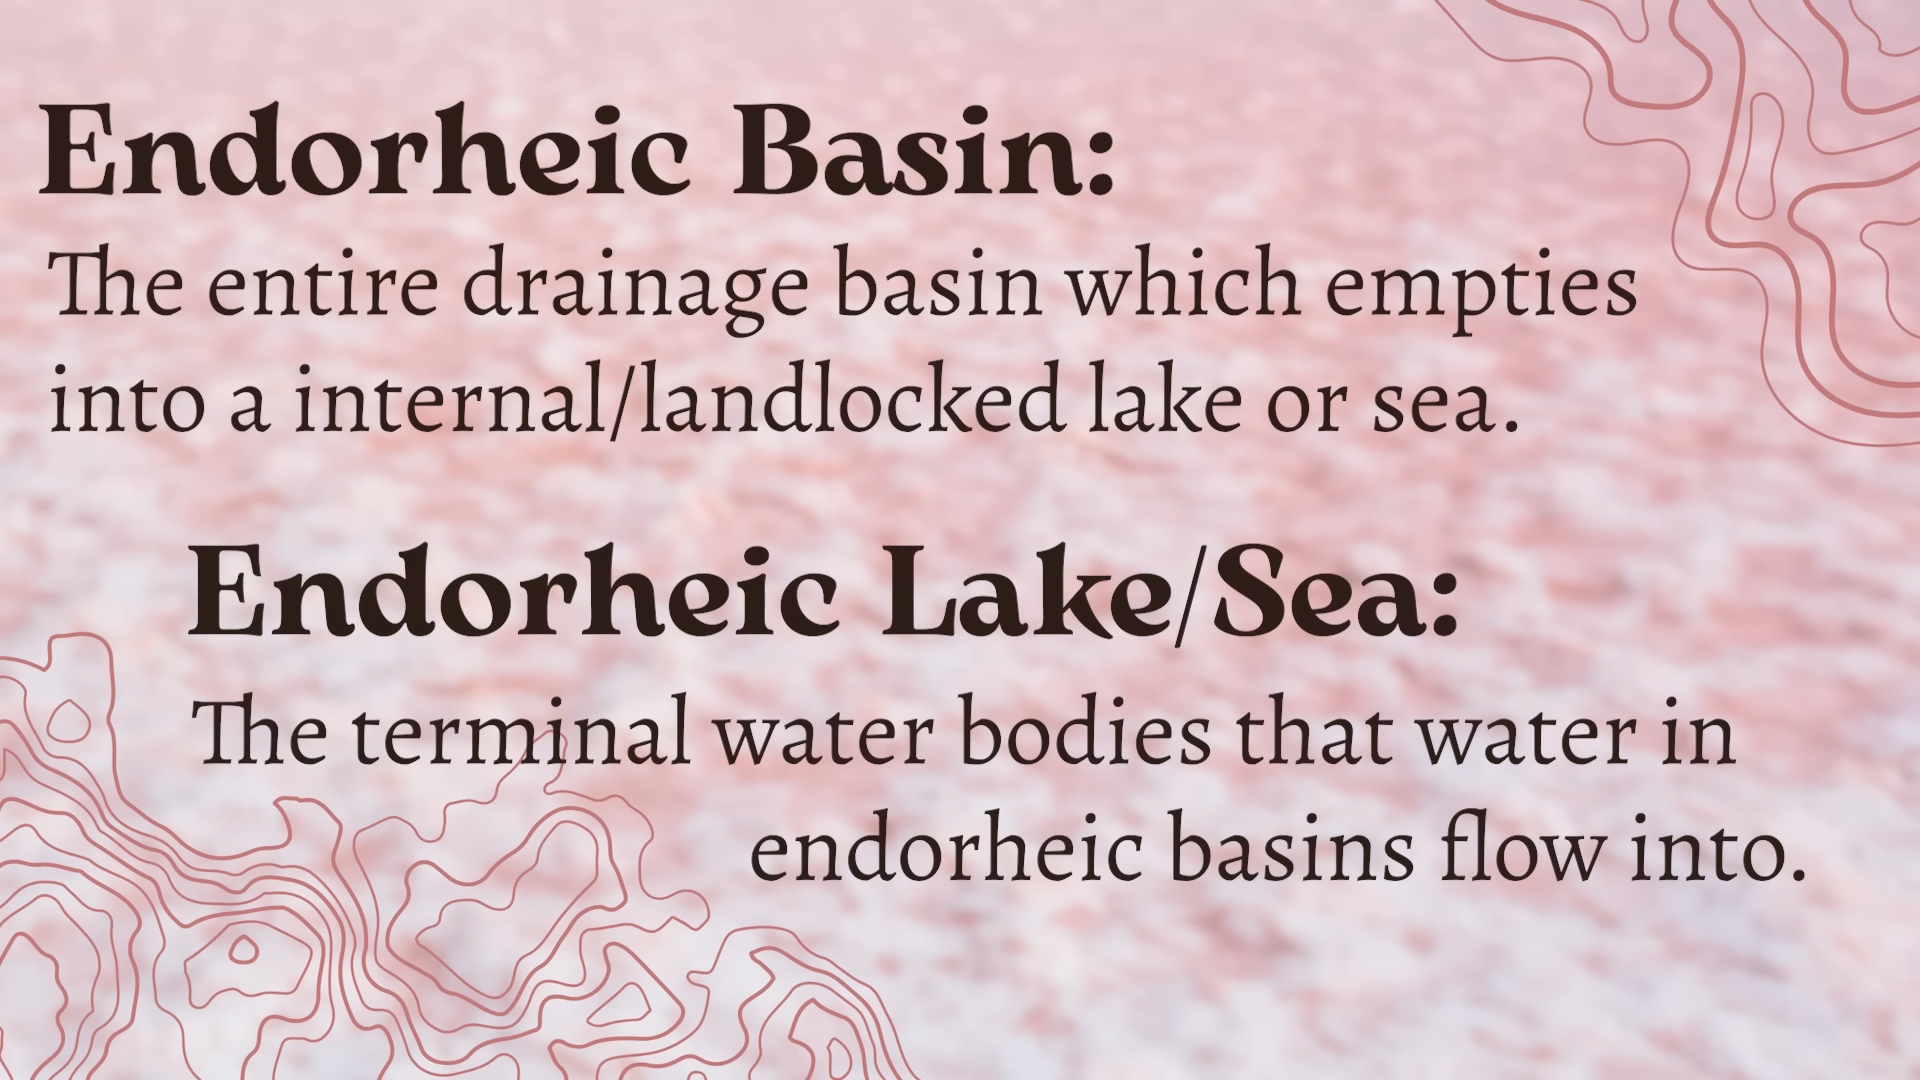 Endorheic Basin:
The entire drainage basin which empties
into a internal/landlocked lake or sea.
Endorheic Lake/Sea:
The terminal water bodies that water in
endorheic basins flow into.